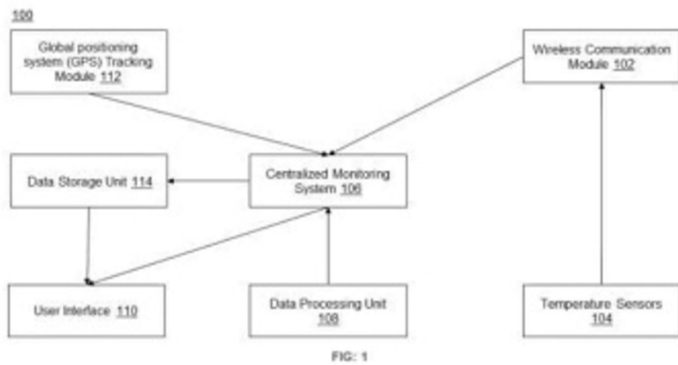 100
Global positioning
system (GPS) Tracking
Module 112
Wireless Communication
Module 102
Data Storage Unit 114
Centralized Monitoring
System 106
User Interface 110
Data Processing Unit
108
Temperature Sensors
104
FIG: 1